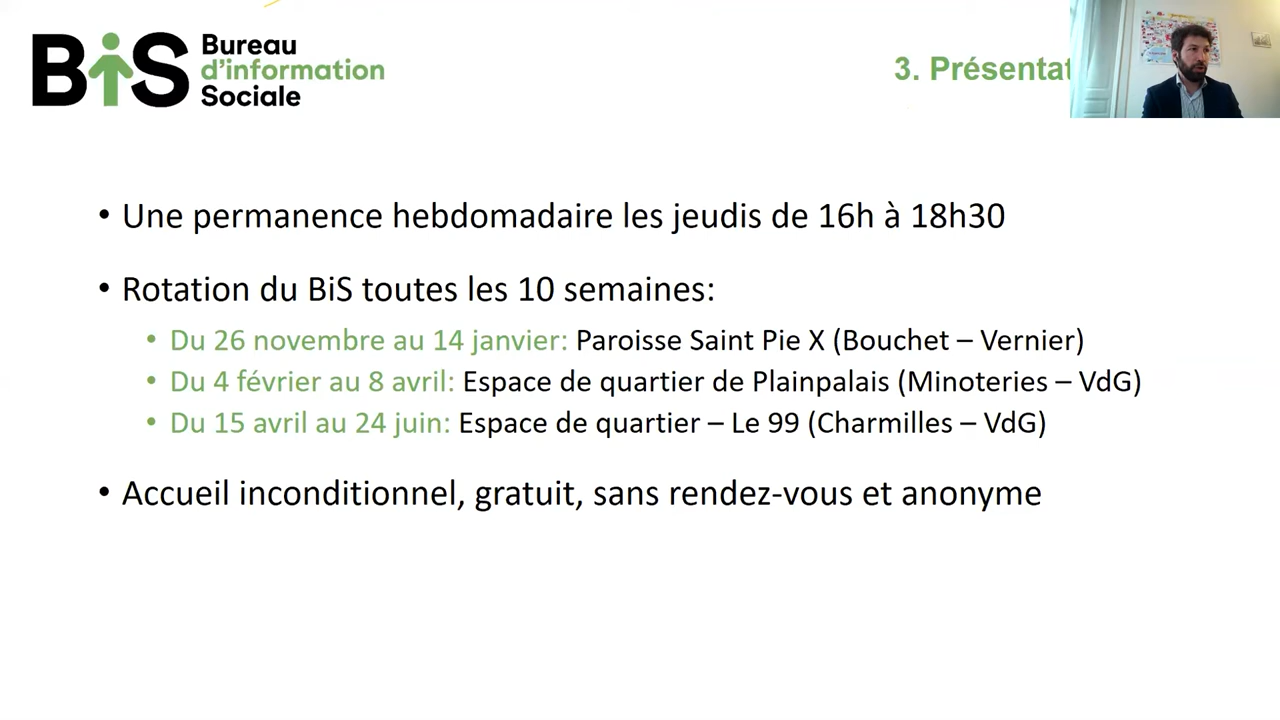 BiS Bureau
d'information
Sociale
3. Présentat
• Une permanence hebdomadaire les jeudis de 16h à 18h30
• Rotation du BiS toutes les 10 semaines:
• Du 26 novembre au 14 janvier: Paroisse Saint Pie X (Bouchet – Vernier)
• Du 4 février au 8 avril: Espace de quartier de Plainpalais (Minoteries – VdG)
• Du 15 avril au 24 juin: Espace de quartier – Le 99 (Charmilles – VdG)
• Accueil inconditionnel, gratuit, sans rendez-vous et anonyme